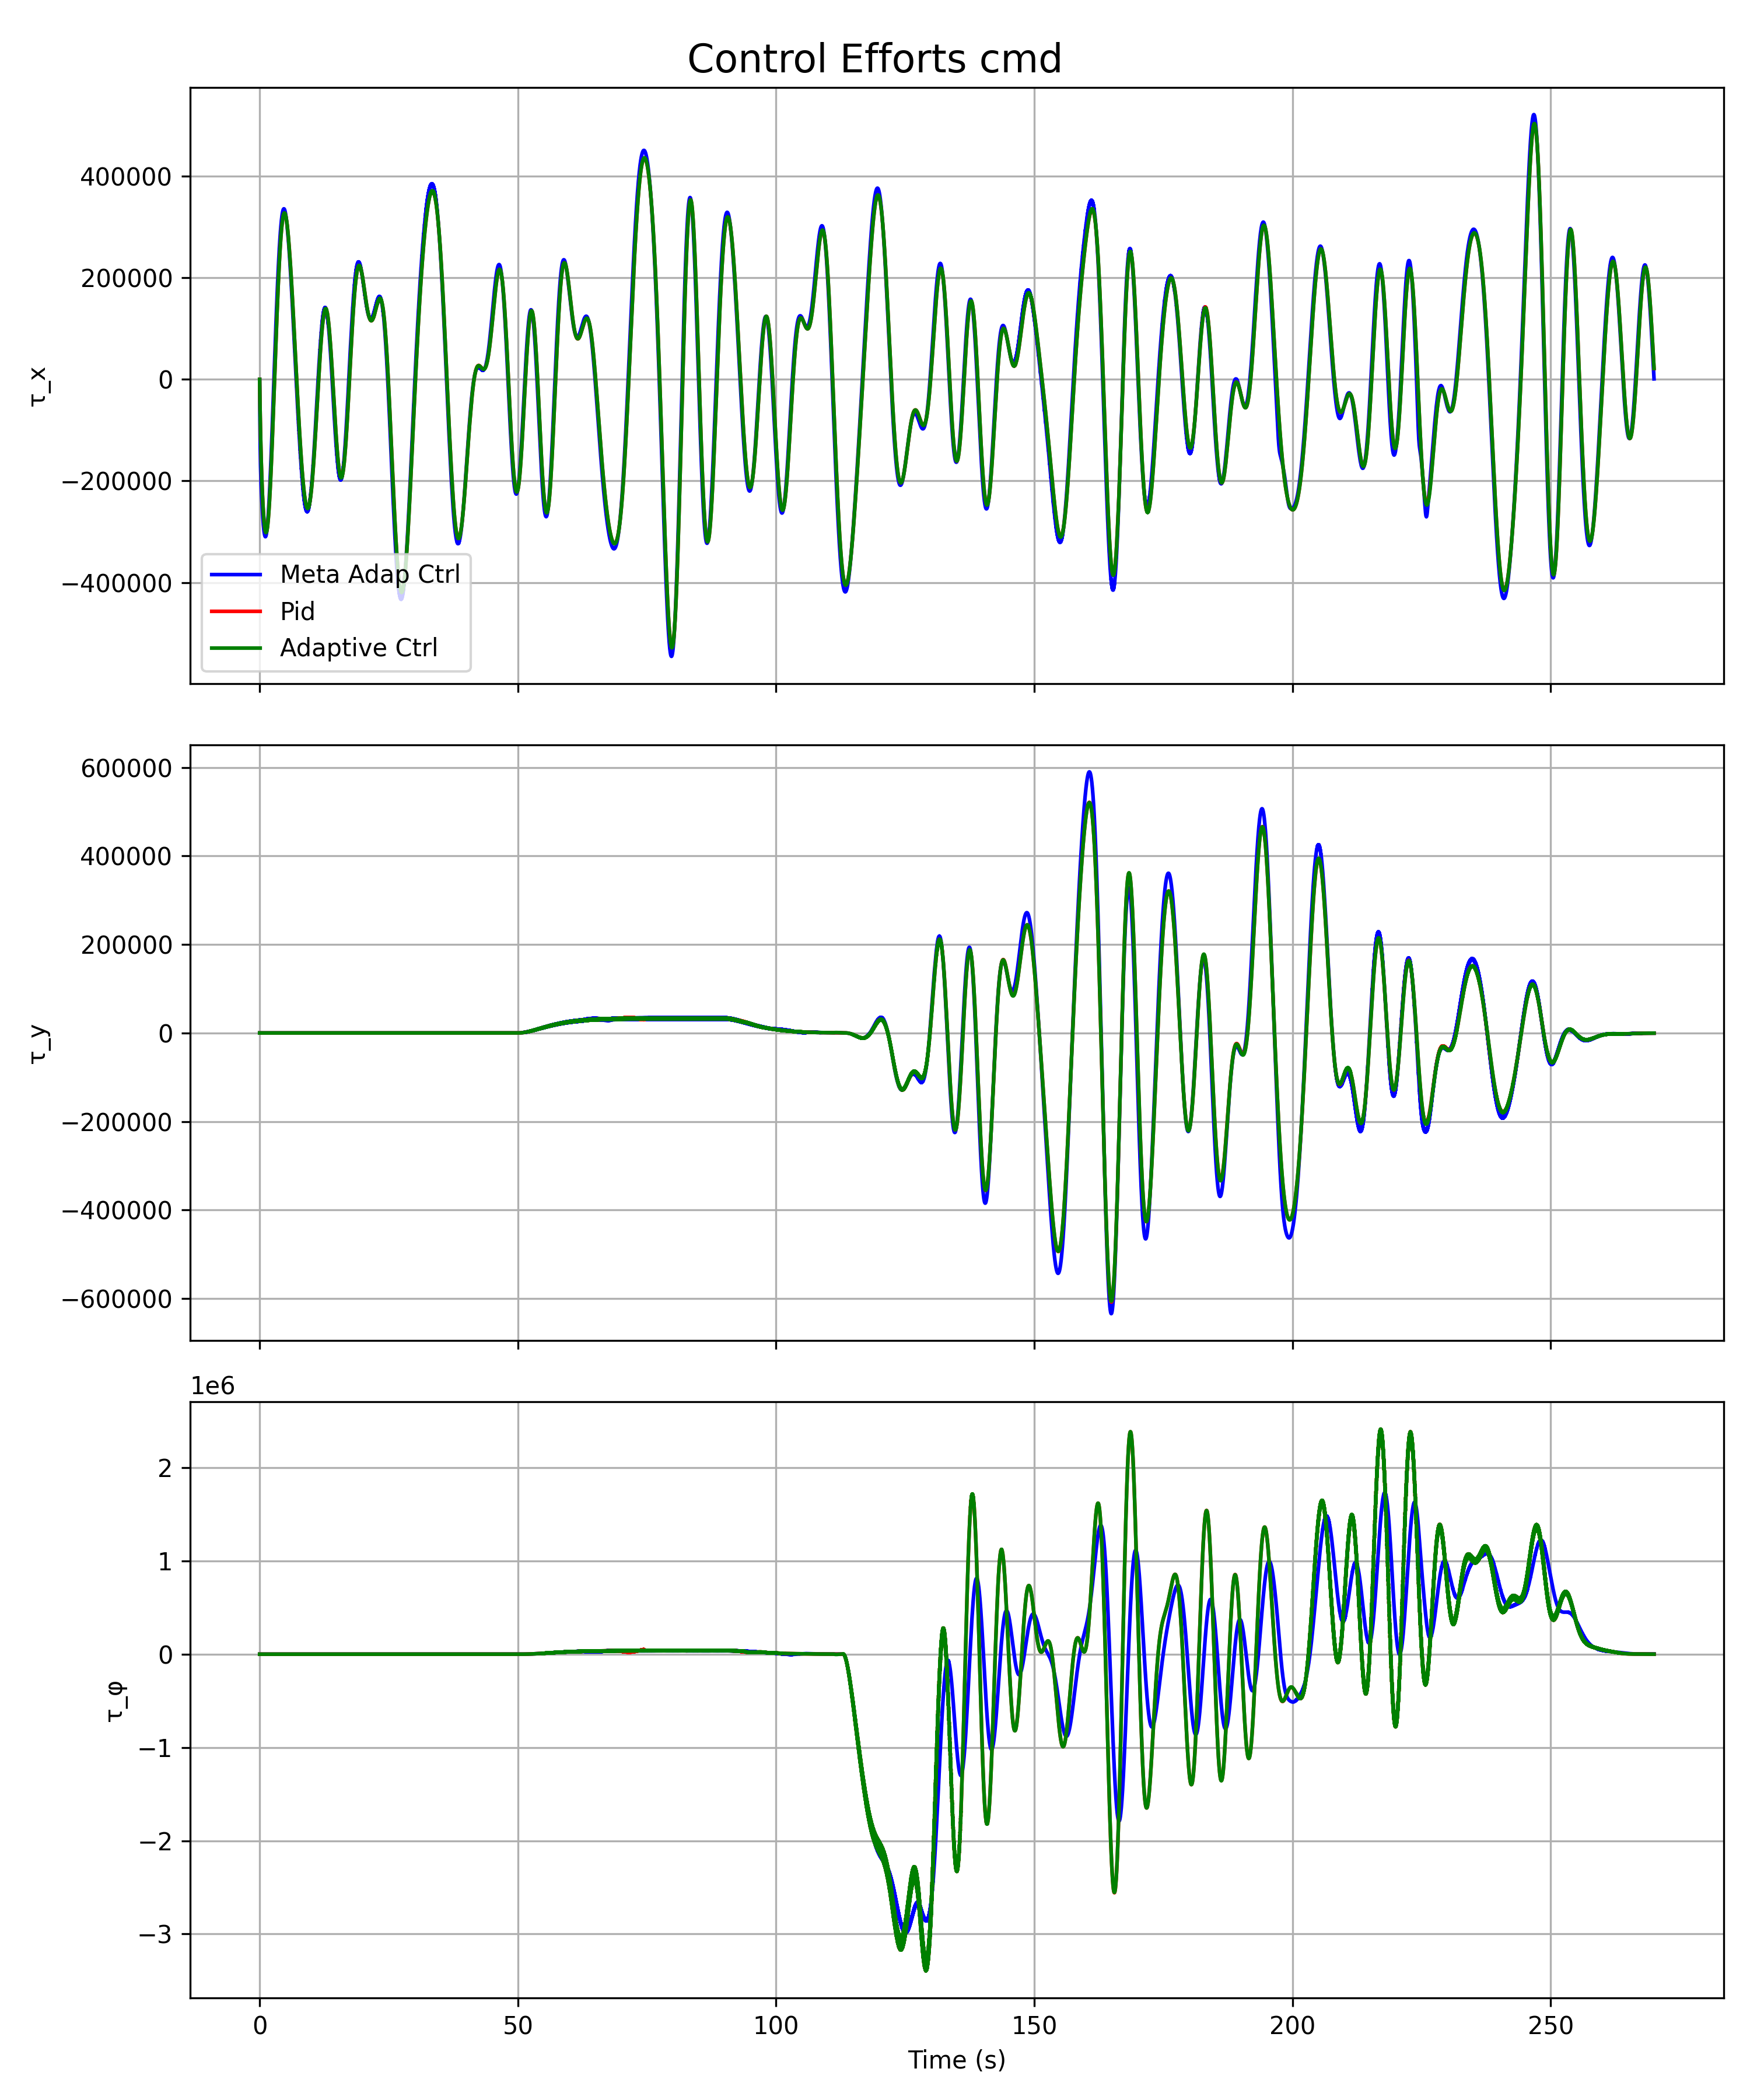 Control Efforts cmd
τ_x
400000
200000
0
−200000
−400000
Meta Adap Ctrl
Pid
Adaptive Ctrl
τ_y
600000
400000
200000
0
−200000
−400000
−600000
1e6
τ_φ
2
1
0
−1
−2
−3
0 50 100 150 200 250
Time (s)